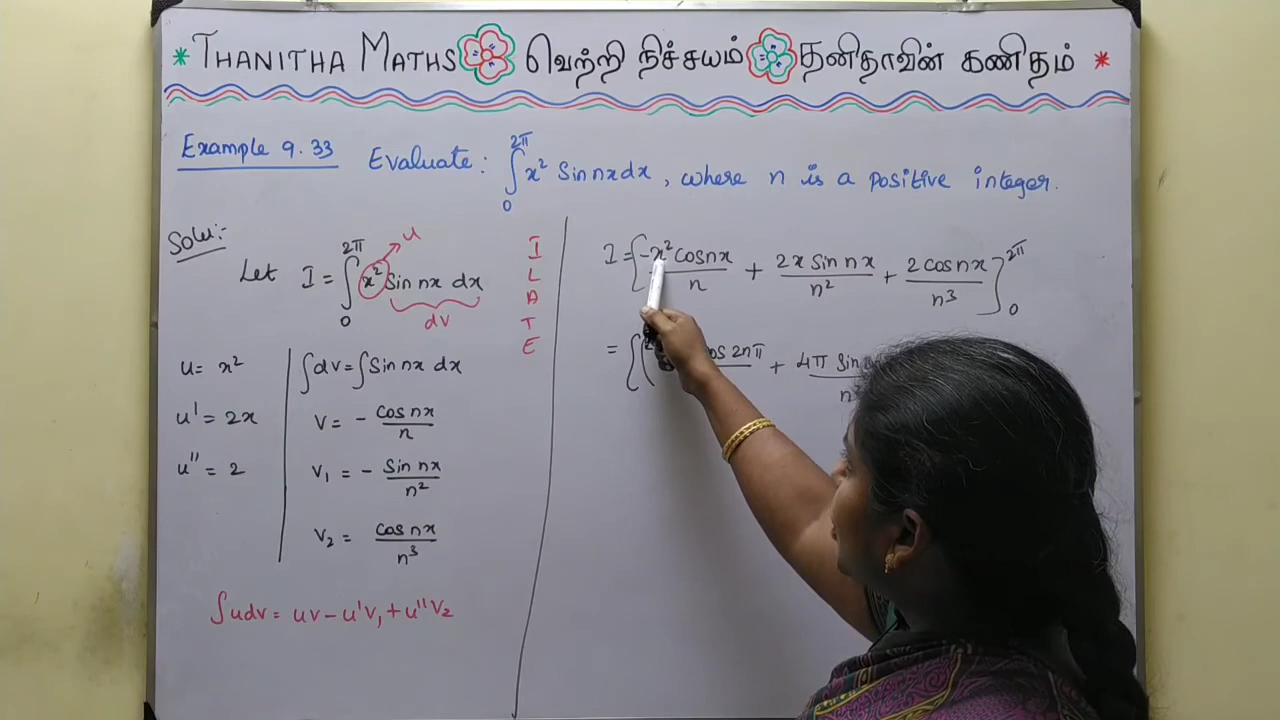 * THANITHA MATHS வெற்றி நிச்சயம் தனிதாவின் கணிதம் *
Example 9.33 Evaluate: ∫₀^{2π} x² Sin nx dx, where n is a positive integer.
Solu:-
Let I = ∫₀^{2π} x² Sin nx dx
u
dv
I
L
A
T
E
u = x²
u' = 2x
u'' = 2
∫dv = ∫Sin nx dx
v = - cos nx / n
v₁ = - Sin nx / n²
v₂ = cos nx / n³
∫udv = uv - u'v₁ + u''v₂
I = [-x² cos nx / n + 2x Sin nx / n² + 2 cos nx / n³]₀^{2π}
= {( cos 2nπ + 4π Sin